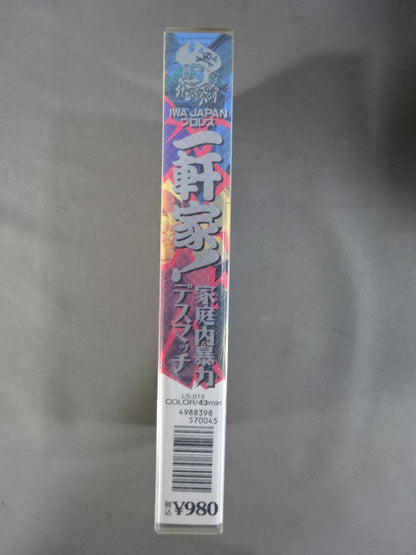 IWA JAPAN
プロレス
一軒家!
家庭内暴力
デスマッチ
LS-015
COLOR/43min
4988398
570045
¥980